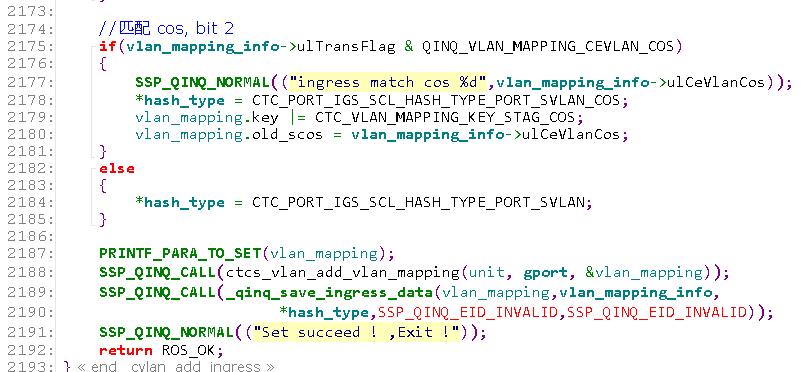 2173:
2174: //匹配 cos, bit 2
2175: if(vlan_mapping_info->ulTransFlag & QINQ_VLAN_MAPPING_CEVLAN_COS)
2176: {
2177: SSP_QINQ_NORMAL(("ingress match cos %d",vlan_mapping_info->ulCeVlanCos));
2178: *hash_type = CTC_PORT_IGS_SCL_HASH_TYPE_PORT_SVLAN_COS;
2179: vlan_mapping.key |= CTC_VLAN_MAPPING_KEY_STAG_COS;
2180: vlan_mapping.old_scos = vlan_mapping_info->ulCeVlanCos;
2181: }
2182: else
2183: {
2184: *hash_type = CTC_PORT_IGS_SCL_HASH_TYPE_PORT_SVLAN;
2185: }
2186:
2187: PRINTF_PARA_TO_SET(vlan_mapping);
2188: SSP_QINQ_CALL(ctcs_vlan_add_vlan_mapping(unit, gport, &vlan_mapping));
2189: SSP_QINQ_CALL(_qinq_save_ingress_data(vlan_mapping,vlan_mapping_info,
2190: *hash_type,SSP_QINQ_EID_INVALID,SSP_QINQ_EID_INVALID));
2191: SSP_QINQ_NORMAL(("Set succeed ! ,Exit !"));
2192: return ROS_OK;
2193: } « end _cvlan_add_ingress »